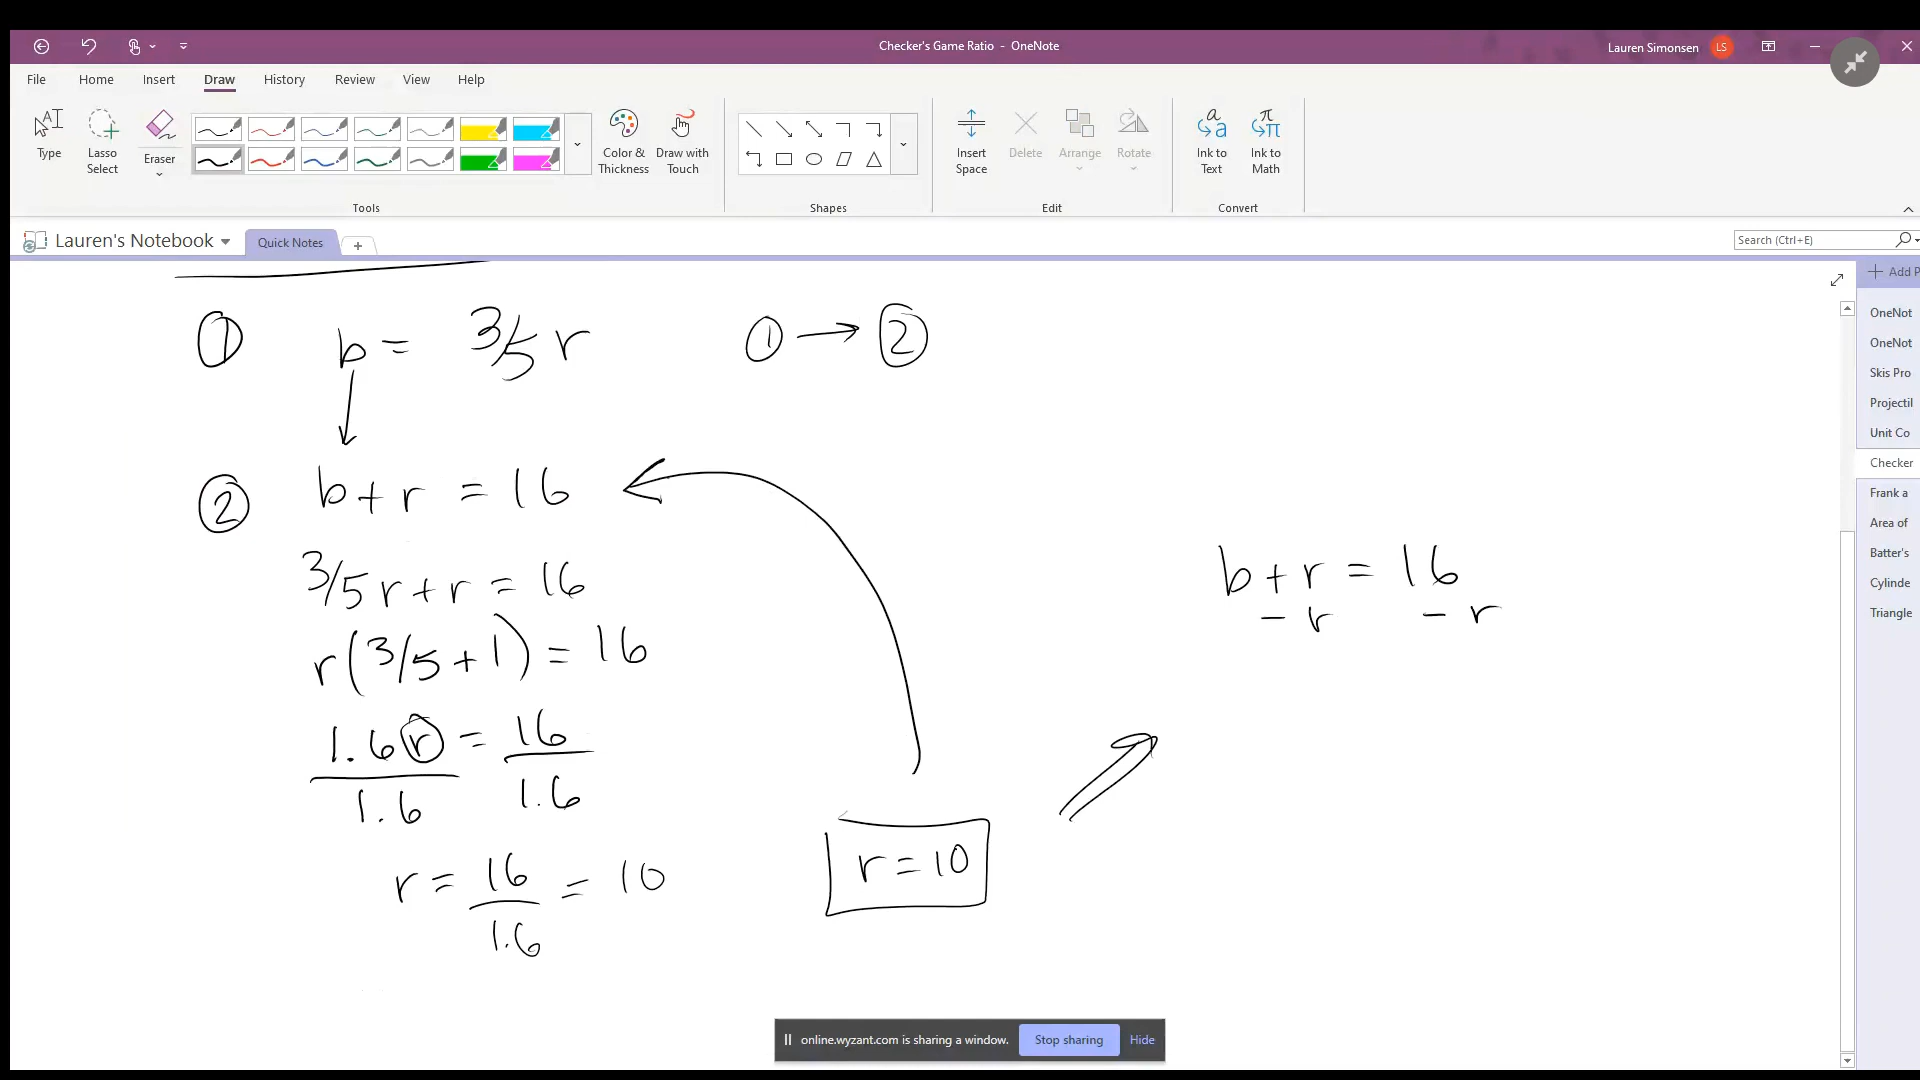 Checker's Game Ratio - OneNote
Lauren Simonsen LS
File Home Insert Draw History Review View Help
Type
Lasso Select
Eraser
Color & Thickness
Draw with Touch
Insert Space
Delete
Arrange
Rotate
Ink to Text
Ink to Math
Tools Shapes Edit Convert
Lauren's Notebook Quick Notes +
Search (Ctrl+E)
Add P
OneNot
OneNot
Skis Pro
Projectil
Unit Co
Checker
Frank a
Area of
Batter's
Cylinde
Triangle
① b = 3/5 r ① → ②
② b + r = 16
3/5 r + r = 16
r(3/5 + 1) = 16
1.6 r = 16
1.6 1.6
r = 16 = 10
1.6
r = 10
b + r = 16
- r - r
online.wyzant.com is sharing a window. Stop sharing Hide